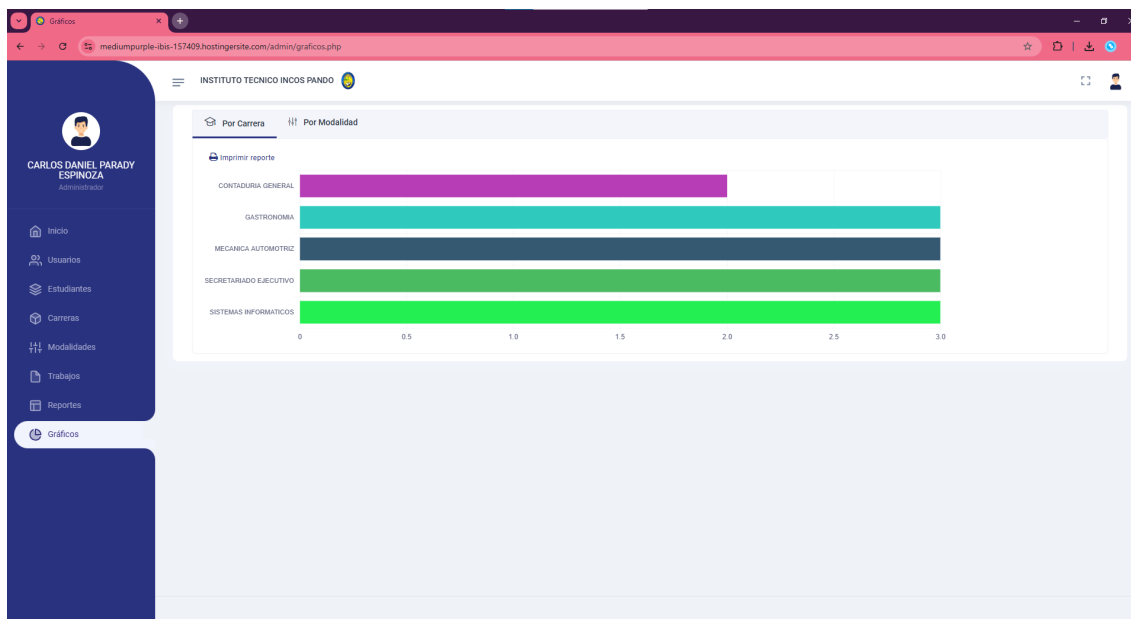 Gráficos
mediumpurple-ibis-157409.hostingersite.com/admin/graficos.php
INSTITUTO TECNICO INCOS PANDO
CARLOS DANIEL PARADY
ESPINOZA
Administrador
Inicio
Usuarios
Estudiantes
Carreras
Modalidades
Trabajos
Reportes
Gráficos
Por Carrera
Por Modalidad
Imprimir reporte
CONTADURIA GENERAL
GASTRONOMIA
MECANICA AUTOMOTRIZ
SECRETARIADO EJECUTIVO
SISTEMAS INFORMATICOS
0 0.5 1.0 1.5 2.0 2.5 3.0